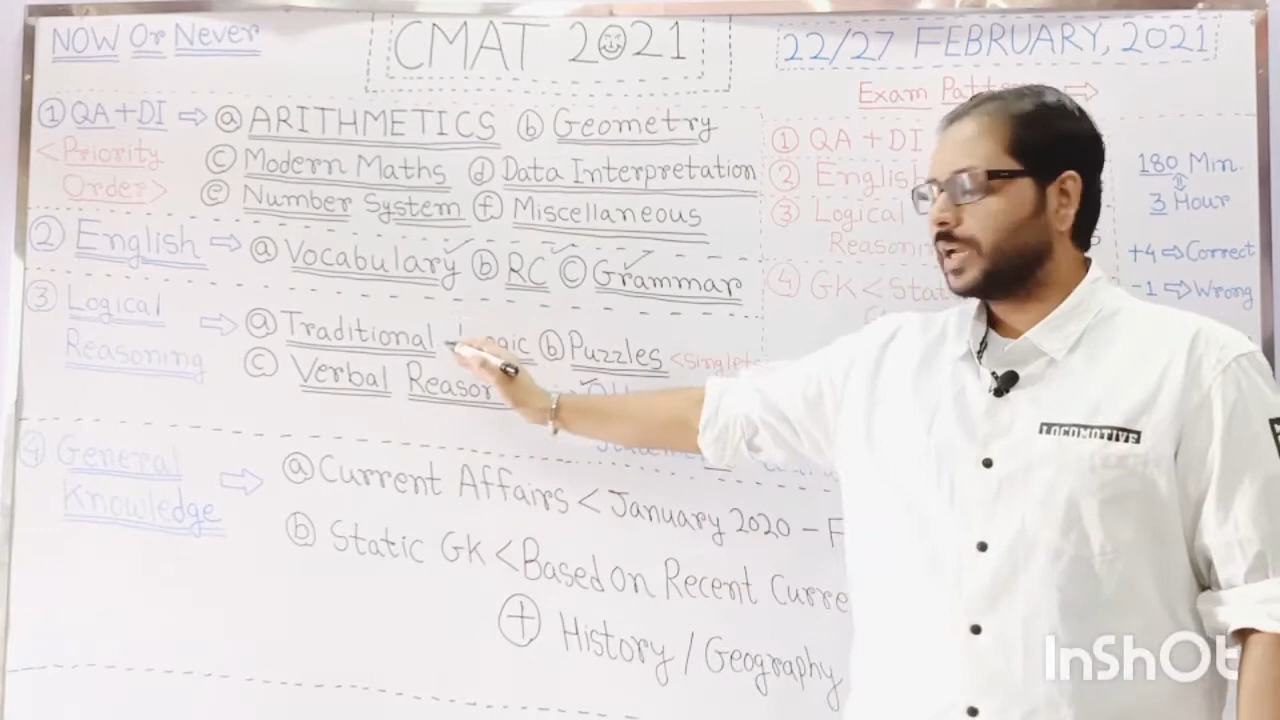 NOW Or Never
CMAT 2021
22/27 FEBRUARY, 2021
Exam
① QA+DI ⇨ ⓐ ARITHMETICS ⓑ Geometry
<Priority Order>
ⓒ Modern Maths ⓓ Data Interpretation
ⓔ Number System ⓕ Miscellaneous
② English ⇨ ⓐ Vocabulary ✓ ⓑ RC ✓ ⓒ Grammar ✓
③ Logical Reasoning ⇨ ⓐ Traditional ⓑ Puzzles <Singlets
ⓒ Verbal
④ General Knowledge ⇨ ⓐ Current Affairs < January 2020 –
ⓑ Static GK < Based On Recent
⊕ History / Geography
① QA + DI
② English
③ Logical
④ GK <
180 Min.
⇕
3 Hour
+4 ⇨ Correct
-1 ⇨ Wrong
LOCOMOTIVE
InShOt